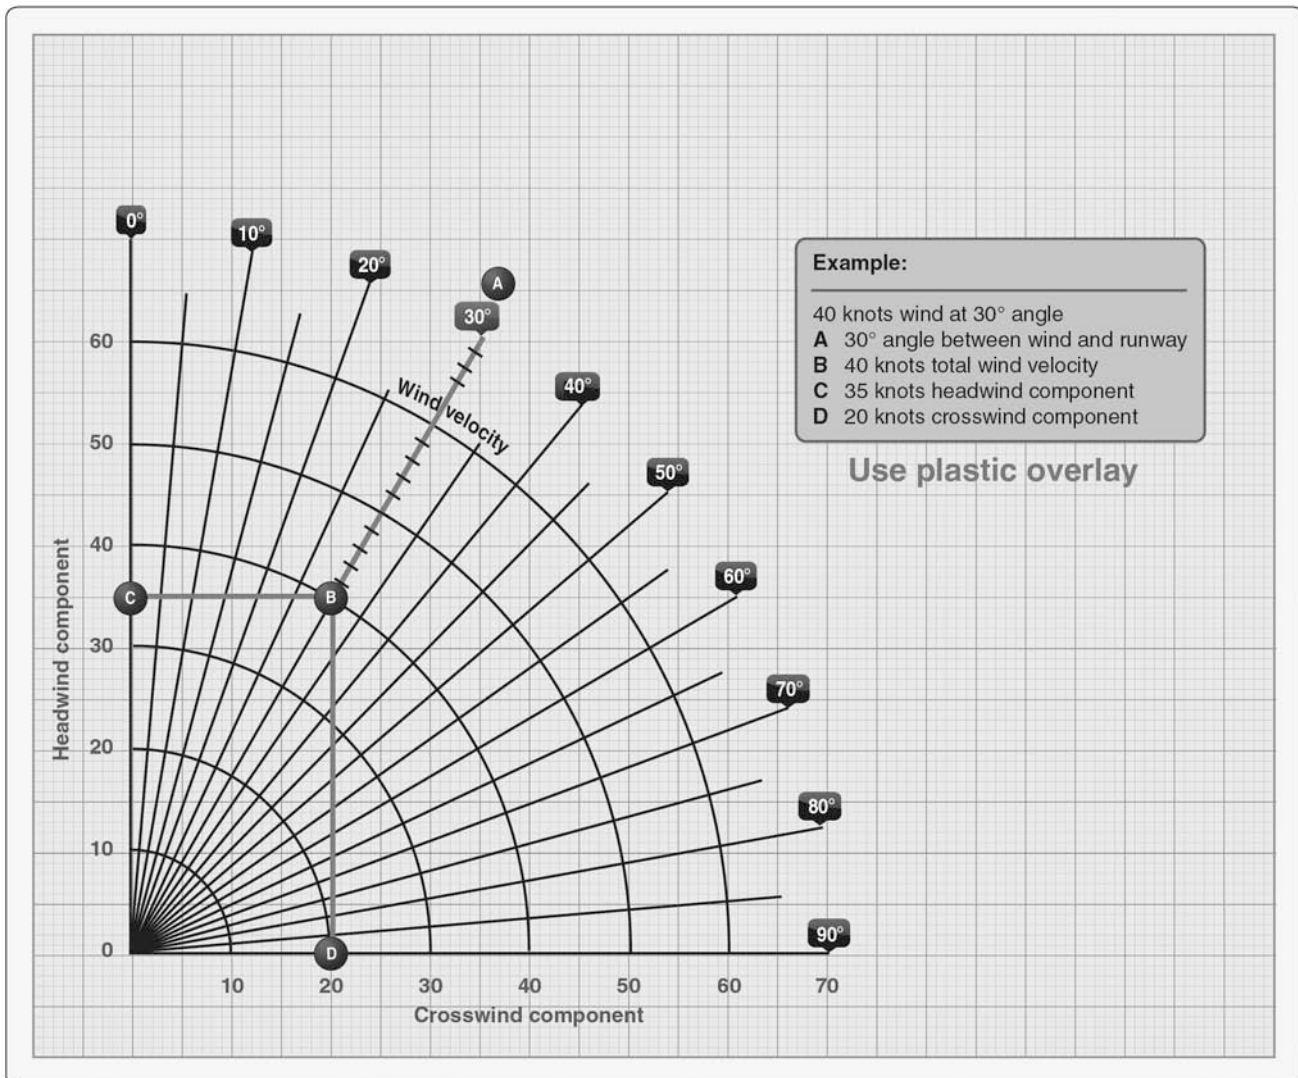 0°
10°
20°
A
30°
40°
50°
60°
70°
80°
90°
Wind velocity
60
50
40
30
20
10
0
Headwind component
C
B
D
10 20 30 40 50 60 70
Crosswind component
Example:
40 knots wind at 30° angle
A 30° angle between wind and runway
B 40 knots total wind velocity
C 35 knots headwind component
D 20 knots crosswind component
Use plastic overlay